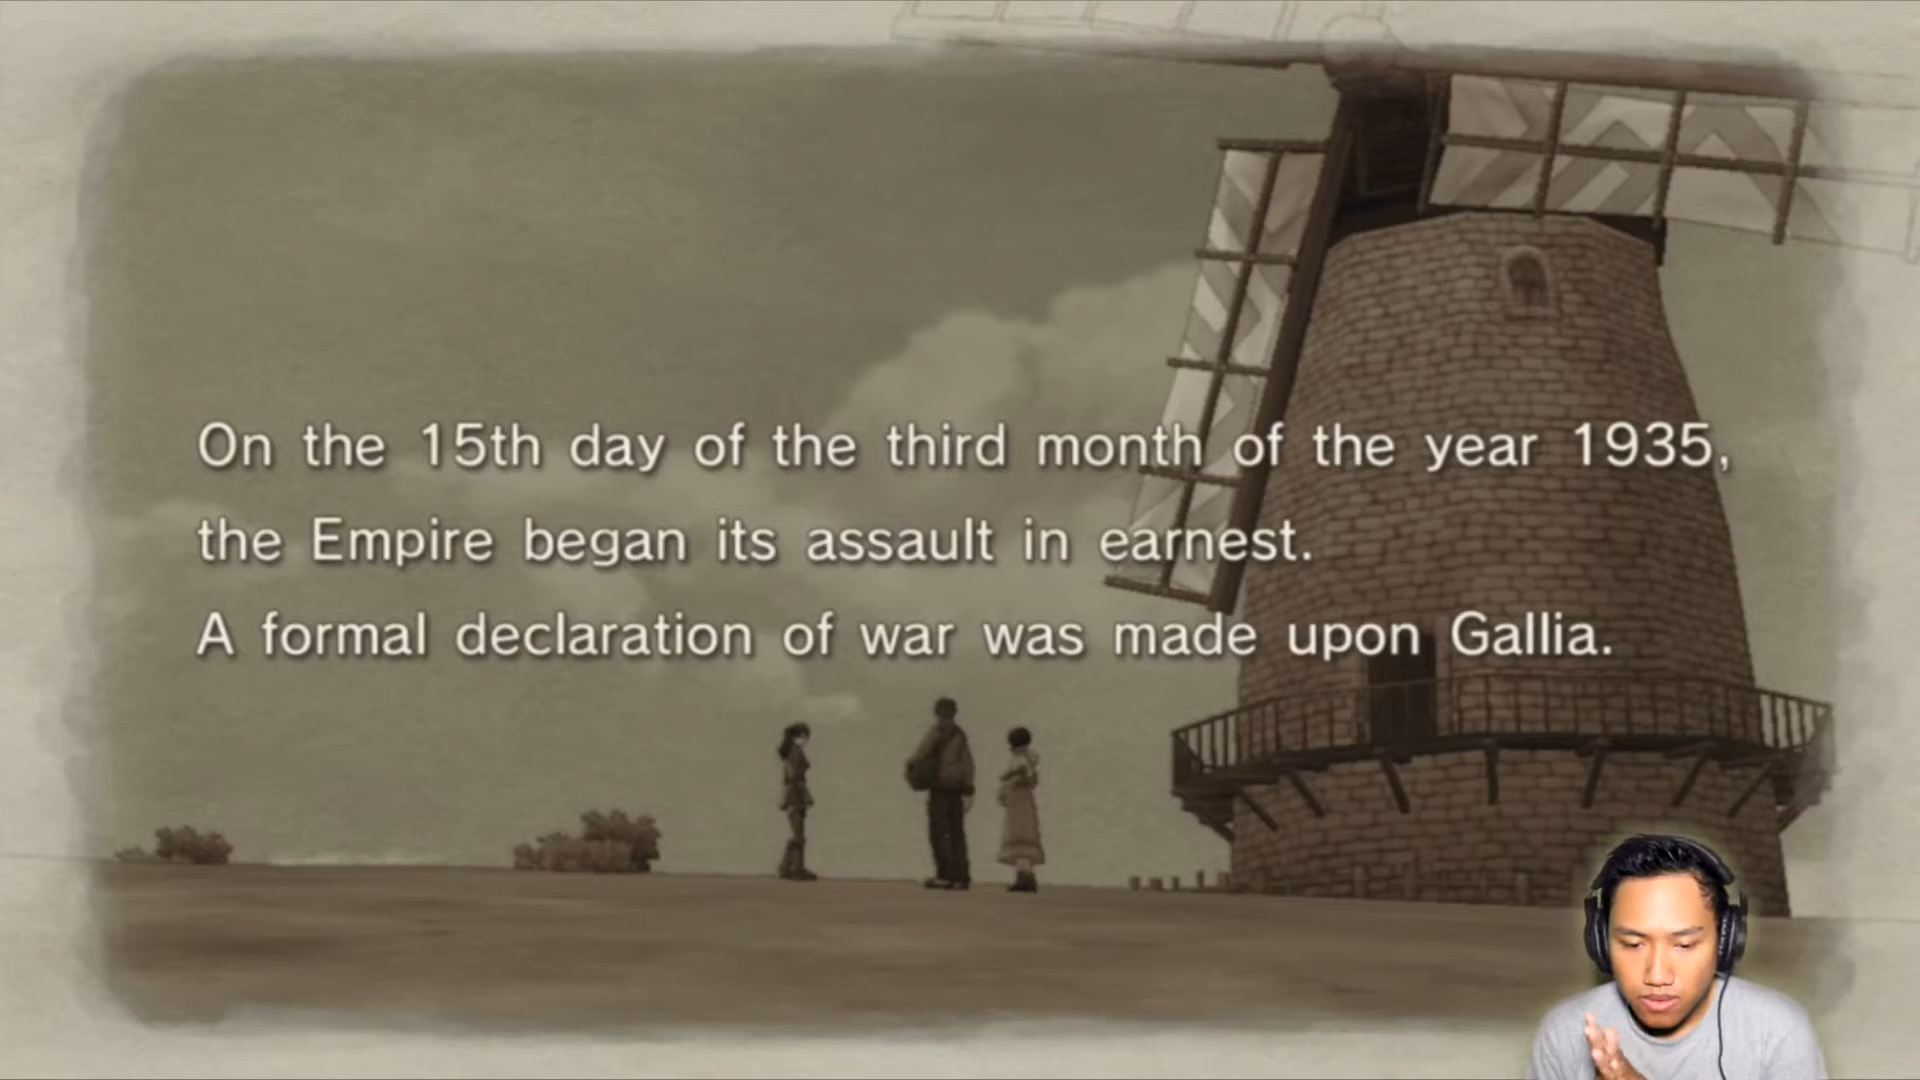 On the 15th day of the third month of the year 1935,
the Empire began its assault in earnest.
A formal declaration of war was made upon Gallia.